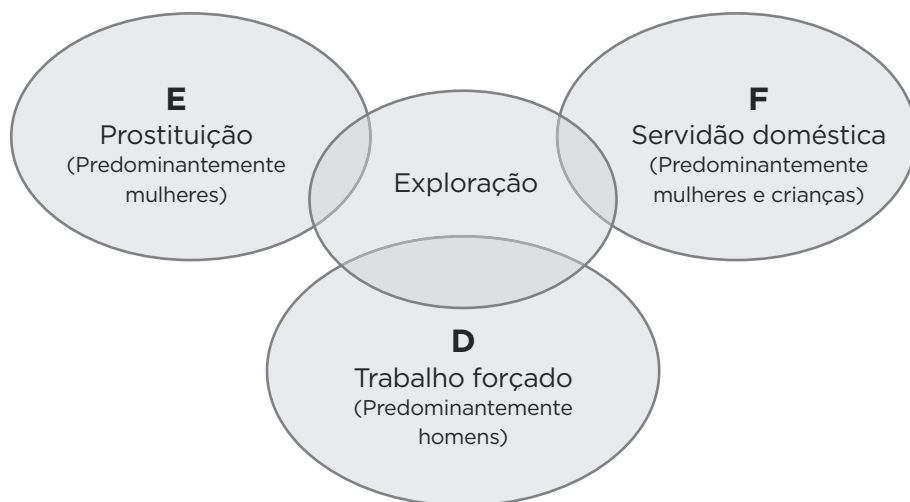 E
Prostituição
(Predominantemente
mulheres)
Exploração
F
Servidão doméstica
(Predominantemente
mulheres e crianças)
D
Trabalho forçado
(Predominantemente
homens)